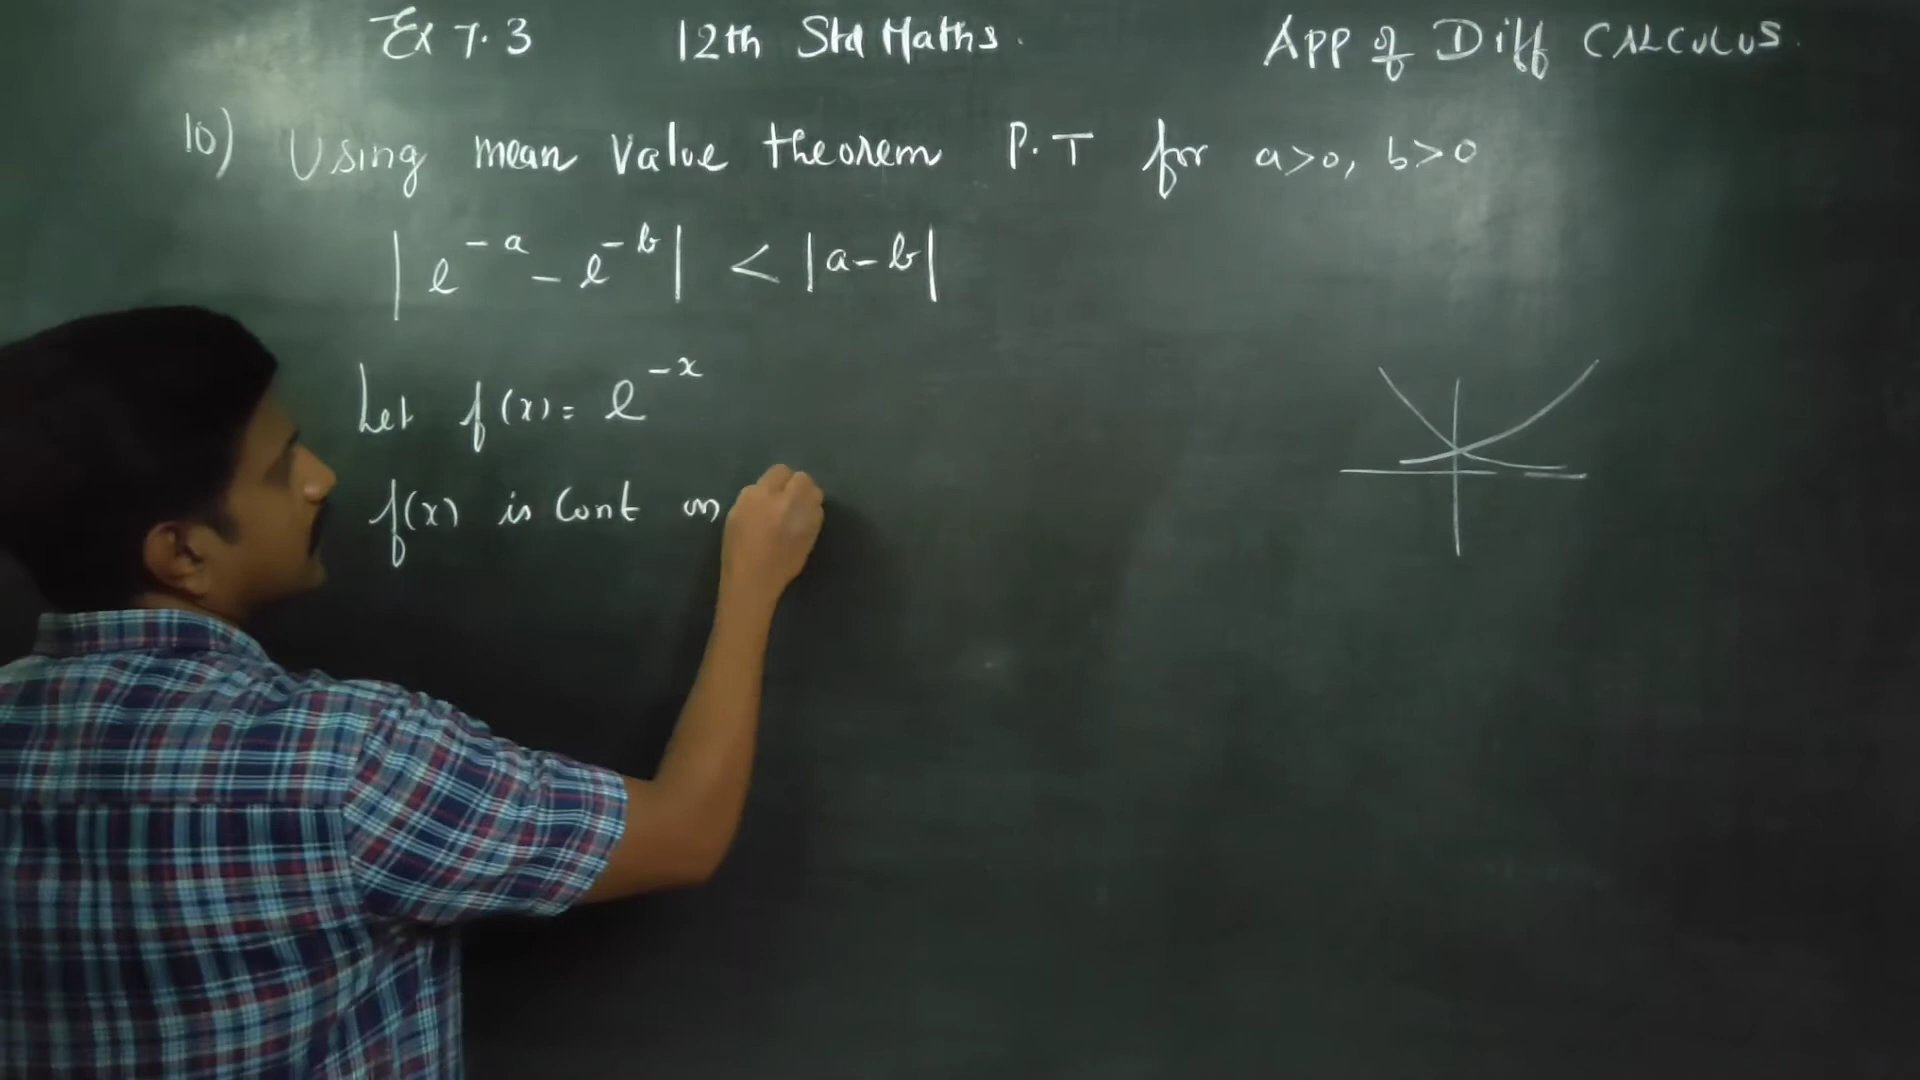 Ex 7.3 12th Std Maths. APP of Diff CALCULUS.
10) Using mean value theorem P.T for a>0, b>0
|e^{-a} - e^{-b}| < |a-b|
Let f(x) = e^{-x}
f(x) is Cont on